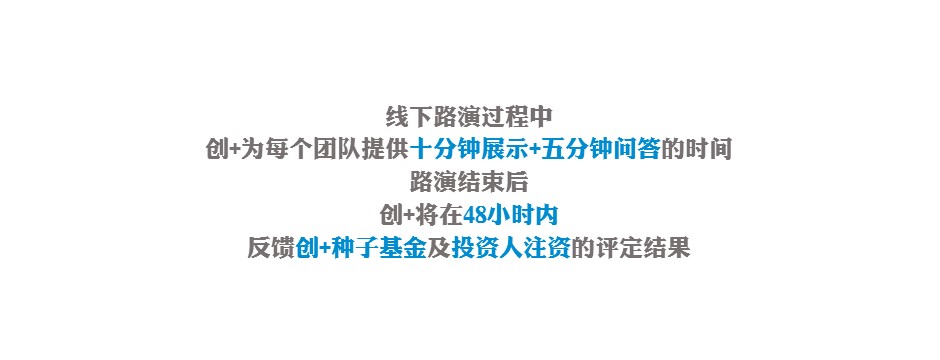 线下路演过程中
创+为每个团队提供十分钟展示+五分钟问答的时间
路演结束后
创+将在48小时内
反馈创+种子基金及投资人注资的评定结果